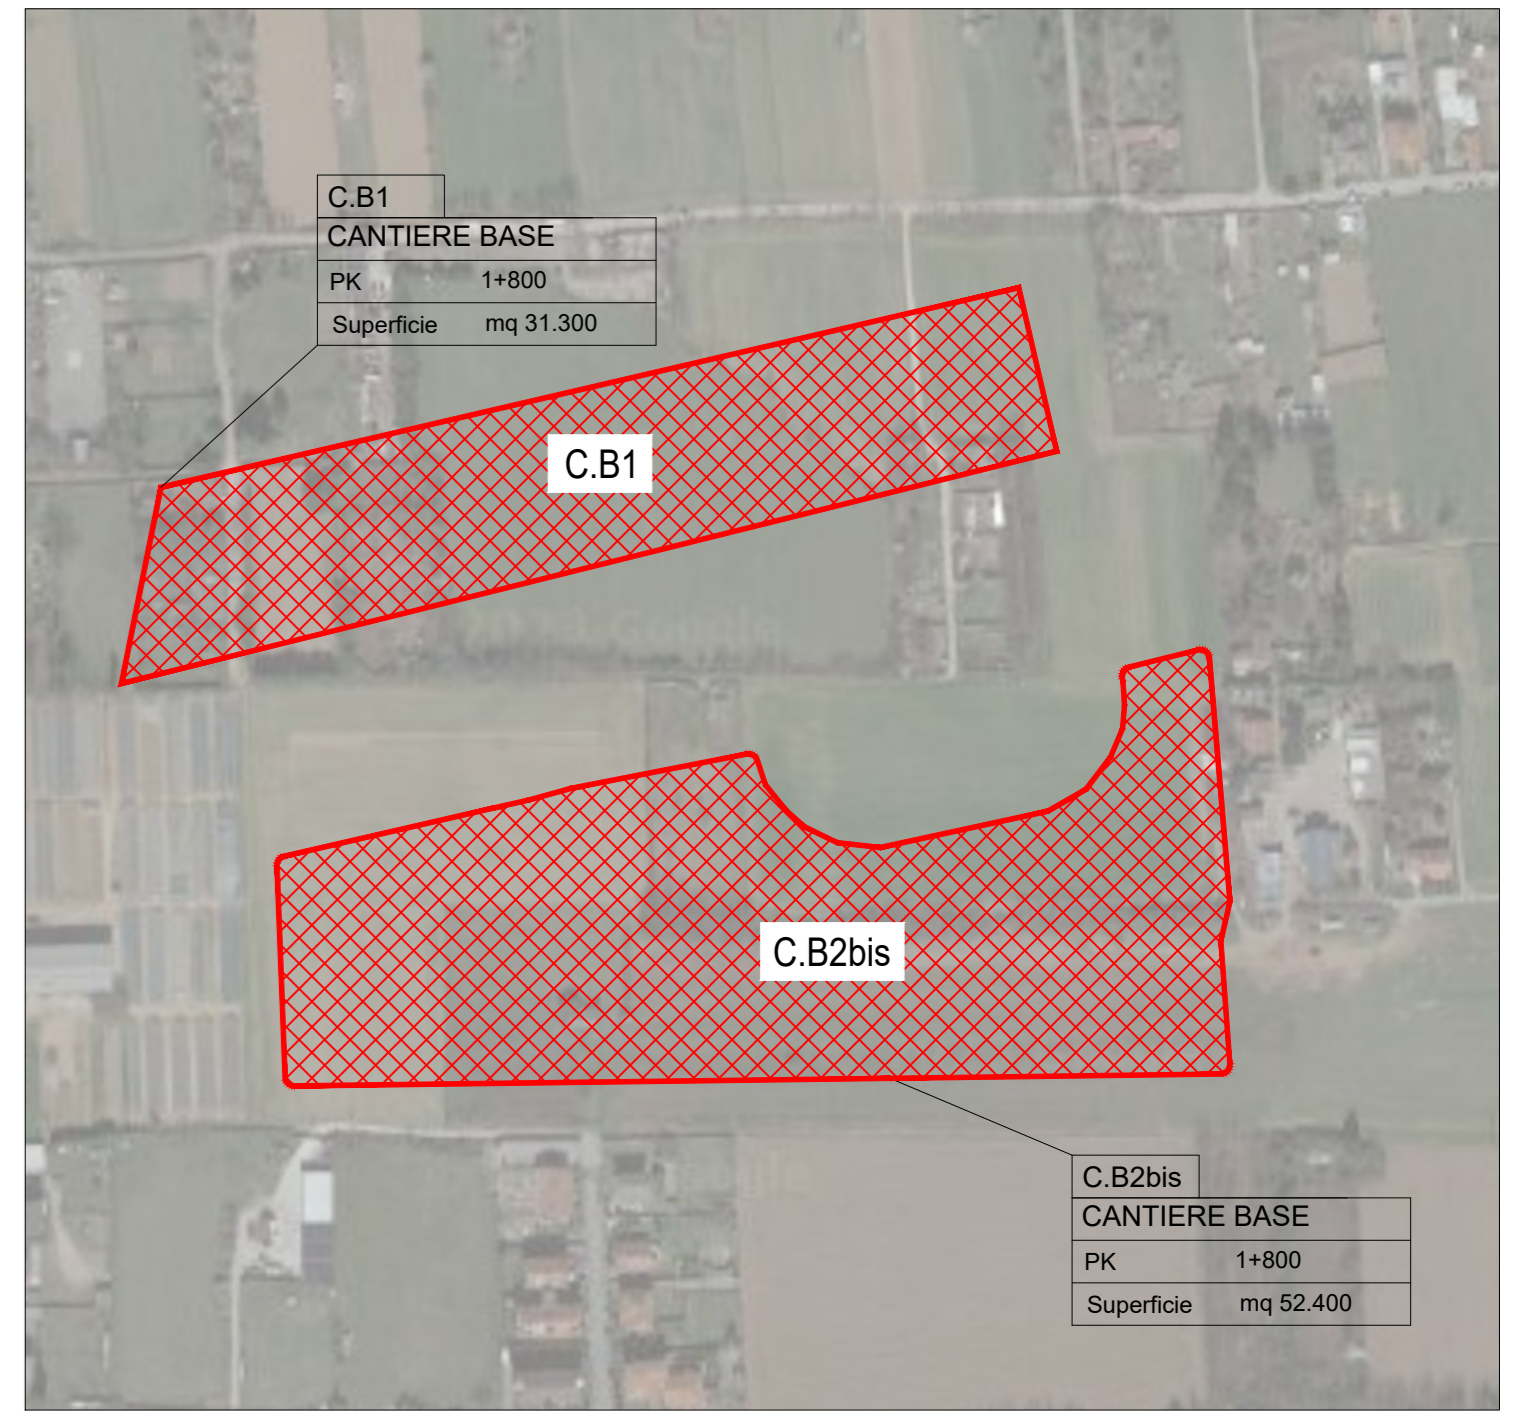 C.B1
CANTIERE BASE
PK 1+800
Superficie mq 31.300
C.B1
C.B2bis
C.B2bis
CANTIERE BASE
PK 1+800
Superficie mq 52.400